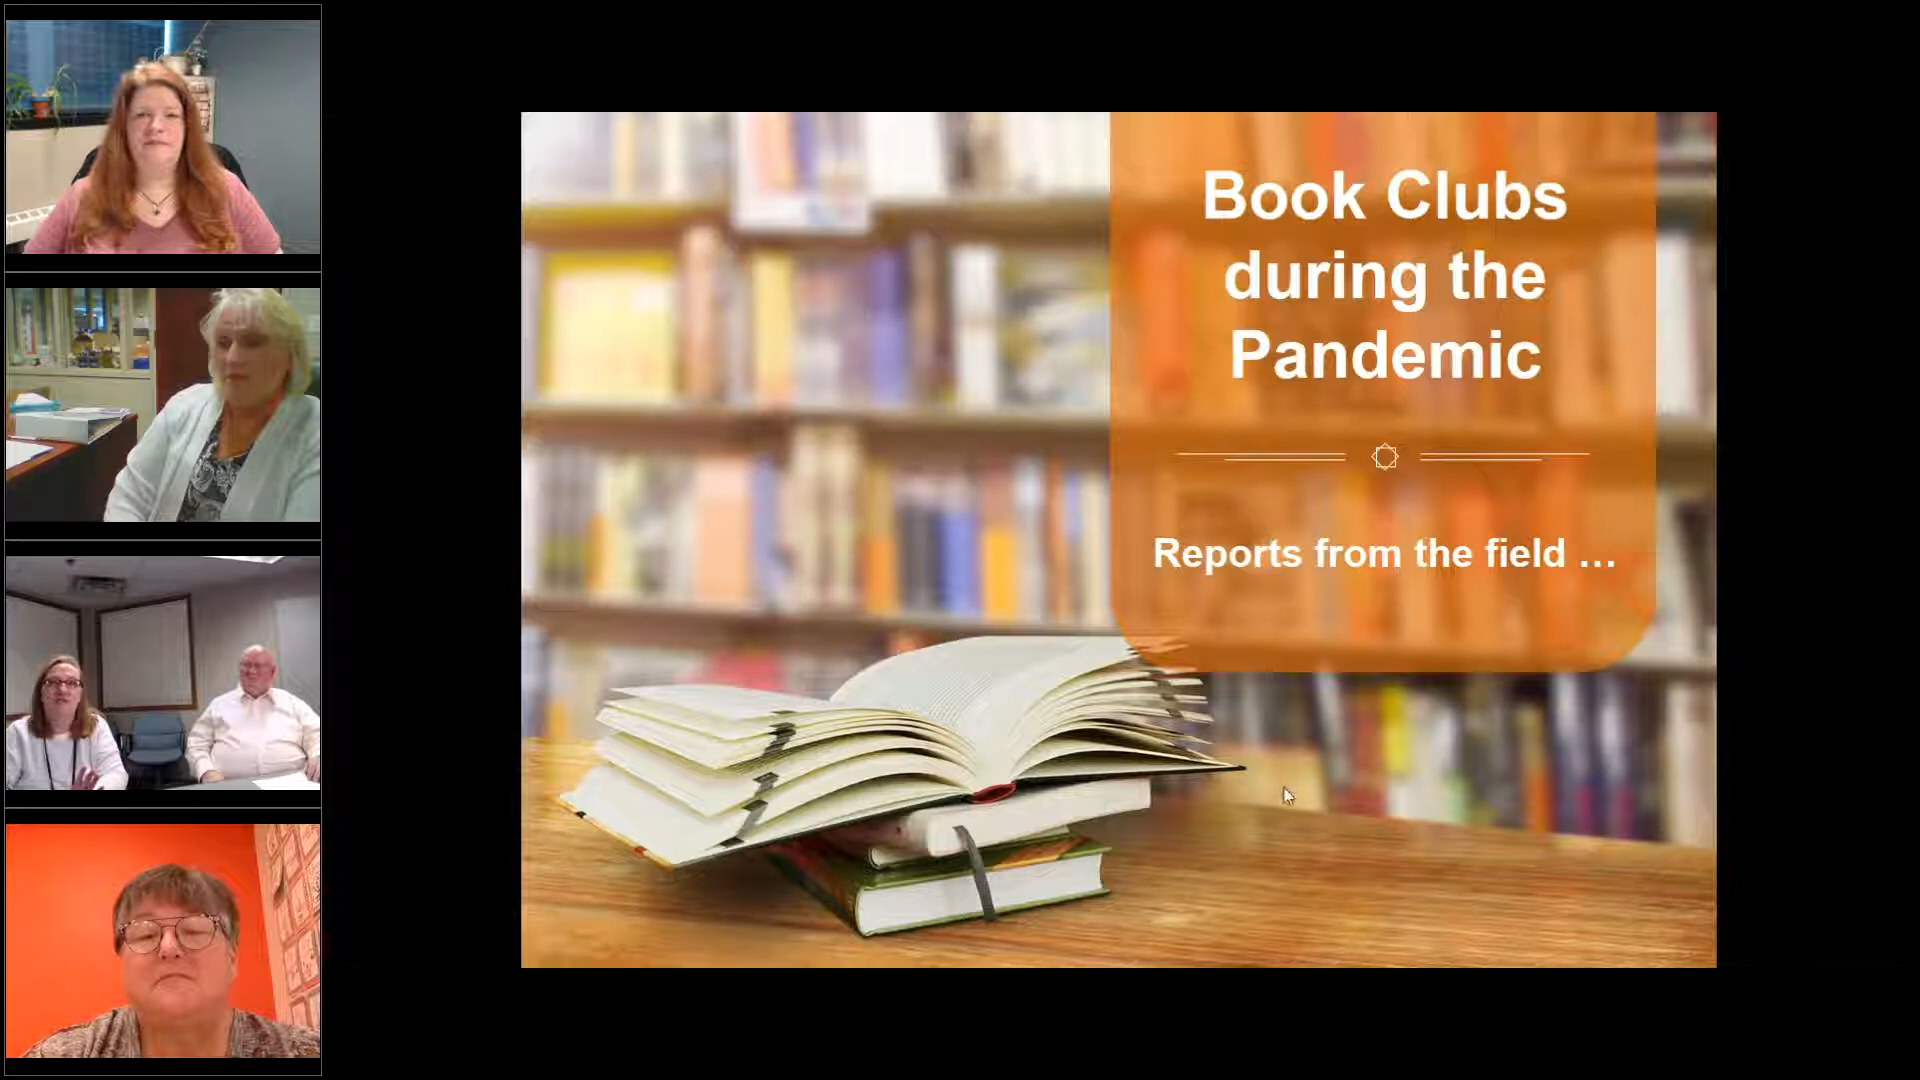 Book Clubs
during the
Pandemic
Reports from the field …